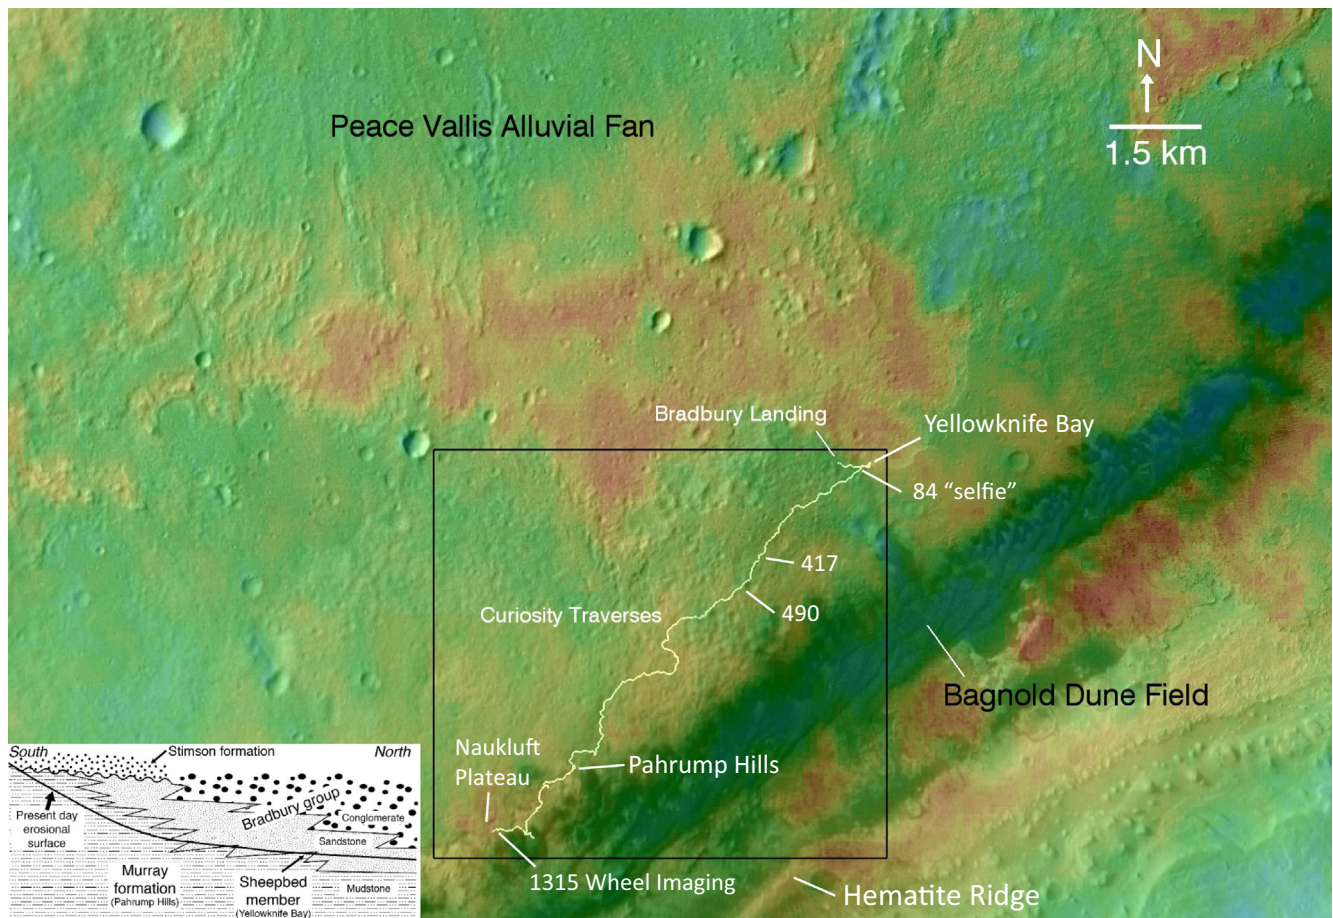 N
Peace Vallis Alluvial Fan
1.5 km
Bradbury Landing
Yellowknife Bay
84 “selfie”
417
490
Curiosity Traverses
Bagnold Dune Field
Naukluft
Plateau
Pahrump Hills
1315 Wheel Imaging
Hematite Ridge
South
Stimson formation
North
Bradbury group
Conglomerate
Present day
erosional
surface
Sandstone
Murray
formation
(Pahrump Hills)
Sheepbed
member
(Yellowknife Bay)
Mudstone